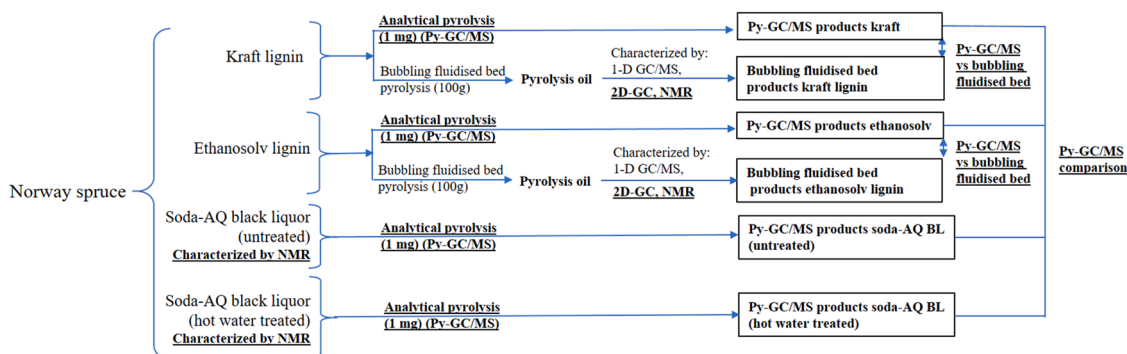 Norway spruce
Kraft lignin
Analytical pyrolysis
(1 mg) (Py-GC/MS)
Bubbling fluidised bed
pyrolysis (100g)
Pyrolysis oil
Characterized by:
1-D GC/MS,
2D-GC, NMR
Py-GC/MS products kraft
Bubbling fluidised bed
products kraft lignin
Py-GC/MS
vs bubbling
fluidised bed
Ethanosolv lignin
Analytical pyrolysis
(1 mg) (Py-GC/MS)
Bubbling fluidised bed
pyrolysis (100g)
Pyrolysis oil
Characterized by:
1-D GC/MS,
2D-GC, NMR
Py-GC/MS products ethanosolv
Bubbling fluidised bed
products ethanosolv lignin
Py-GC/MS
vs bubbling
fluidised bed
Soda-AQ black liquor
(untreated)
Characterized by NMR
Analytical pyrolysis
(1 mg) (Py-GC/MS)
Py-GC/MS products soda-AQ BL
(untreated)
Soda-AQ black liquor
(hot water treated)
Characterized by NMR
Analytical pyrolysis
(1 mg) (Py-GC/MS)
Py-GC/MS products soda-AQ BL
(hot water treated)
Py-GC/MS
comparison